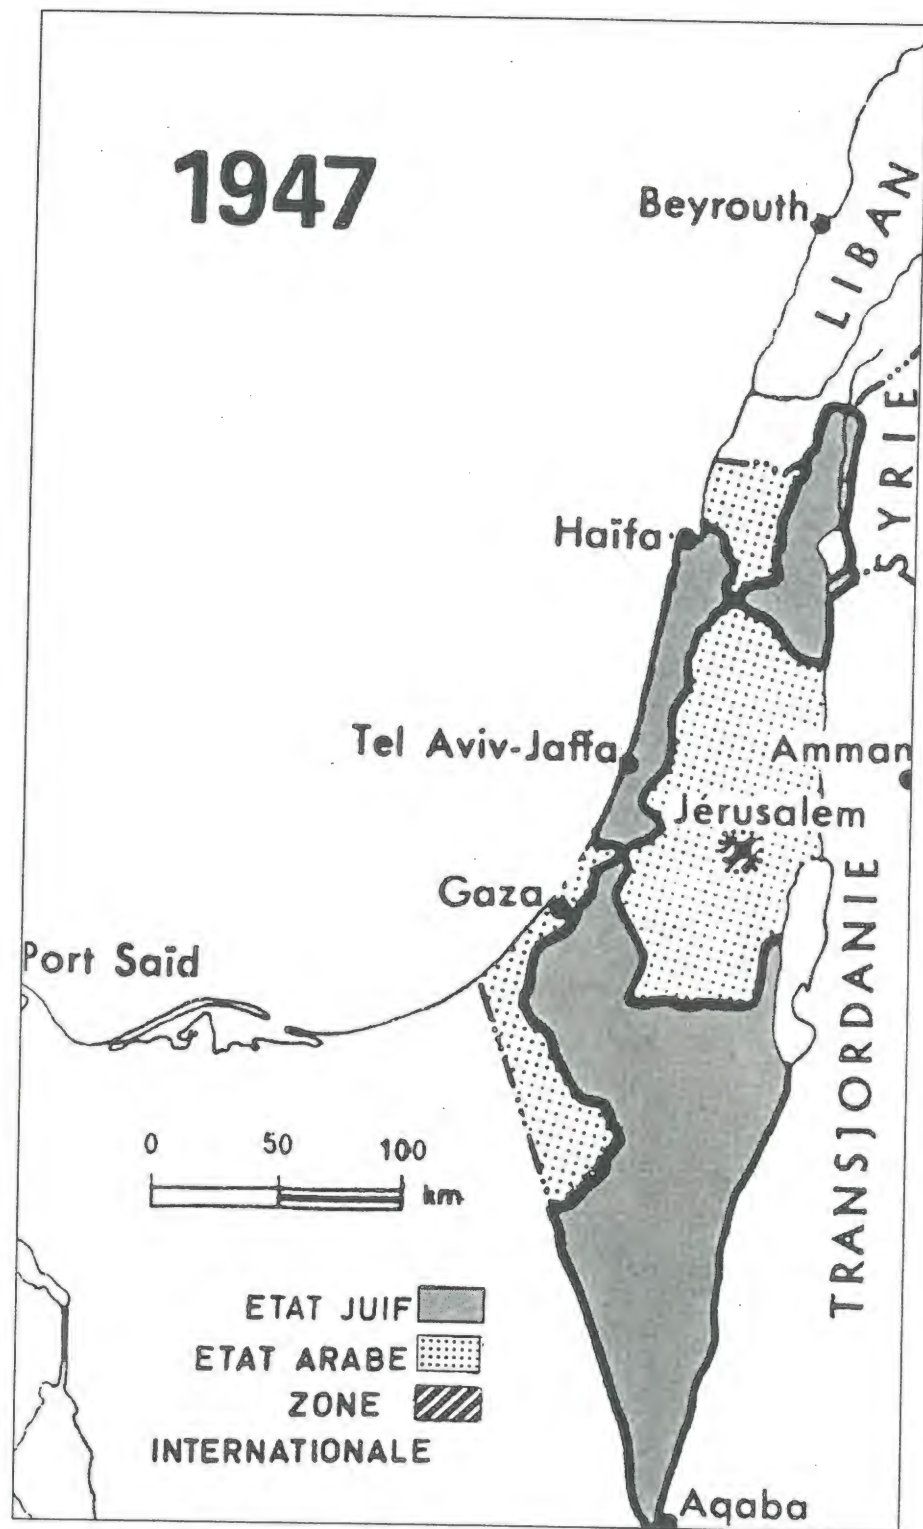 1947
Beyrouth
LIBAN
SYRIE
Haïfa
Tel Aviv-Jaffa
Amman
Jérusalem
Gaza
Port Saïd
TRANSJORDANIE
0 50 100
km
ETAT JUIF
ETAT ARABE
ZONE
INTERNATIONALE
Aqaba